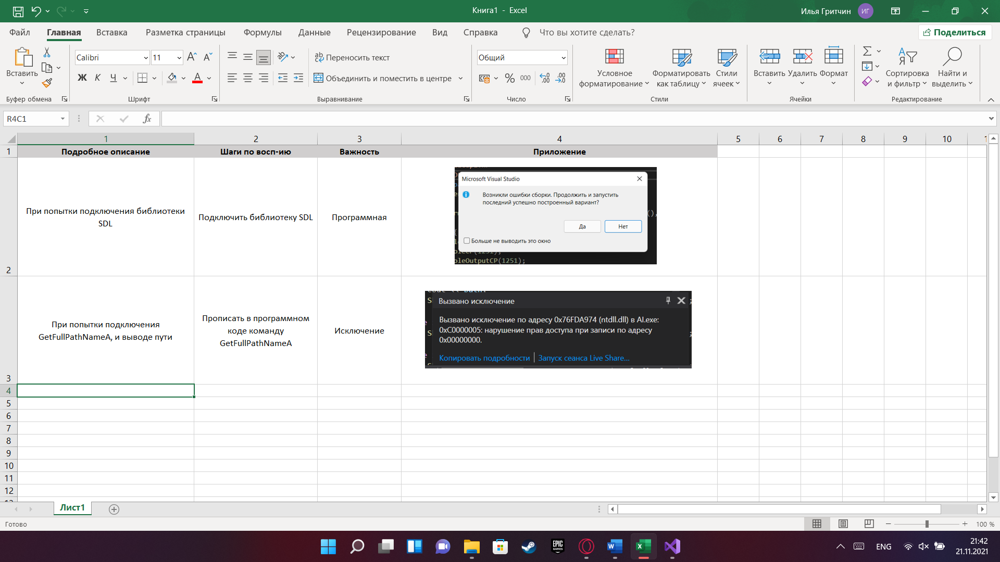 Книга1 - Excel
Илья Гритчин
ИГ
Файл
Главная
Вставка
Разметка страницы
Формулы
Данные
Рецензирование
Вид
Справка
Что вы хотите сделать?
Поделиться
Вставить
Буфер обмена
Calibri
11
Ж К Ч
Шрифт
Переносить текст
Объединить и поместить в центре
Выравнивание
Общий
% 000
Число
Условное
форматирование
Форматировать
как таблицу
Стили
ячеек
Стили
Вставить
Удалить
Формат
Ячейки
Сортировка
и фильтр
Найти и
выделить
Редактирование
R4C1
fx
1 2 3 4 5 6 7 8 9 10
1
Подробное описание
Шаги по восп-ию
Важность
Приложение
При попытки подключения библиотеки
SDL
Подключить библиотеку SDL
Программная
Microsoft Visual Studio
Возникли ошибки сборки. Продолжить и запустить
последний успешно построенный вариант?
Да
Нет
Больше не выводить это окно
oleOutputCP(1251);
2
При попытки подключения
GetFullPathNameA, и выводе пути
Прописать в программном
коде команду
GetFullPathNameA
Исключение
Вызвано исключение
Вызвано исключение по адресу 0x76FDA974 (ntdll.dll) в AI.exe:
0xC0000005: нарушение прав доступа при записи по адресу
0x00000000.
Копировать подробности | Запуск сеанса Live Share...
3
4
5
6
7
8
9
10
11
12
Лист1
Готово
100 %
EPIC
GAMES
ENG
21:42
21.11.2021